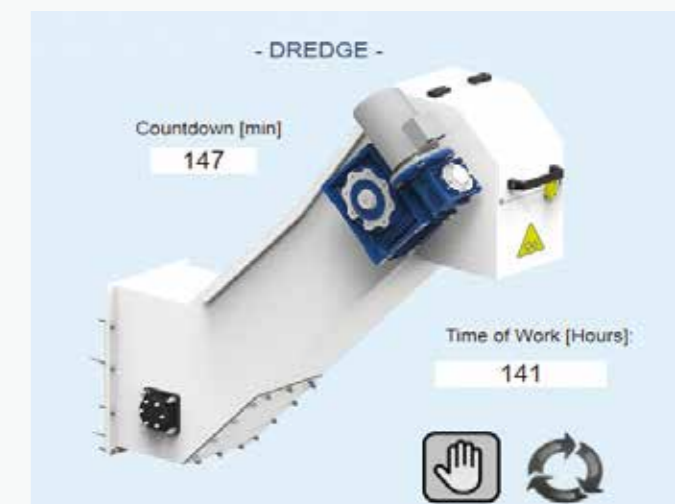 - DREDGE -
Countdown [min]
147
Time of Work [Hours]:
141